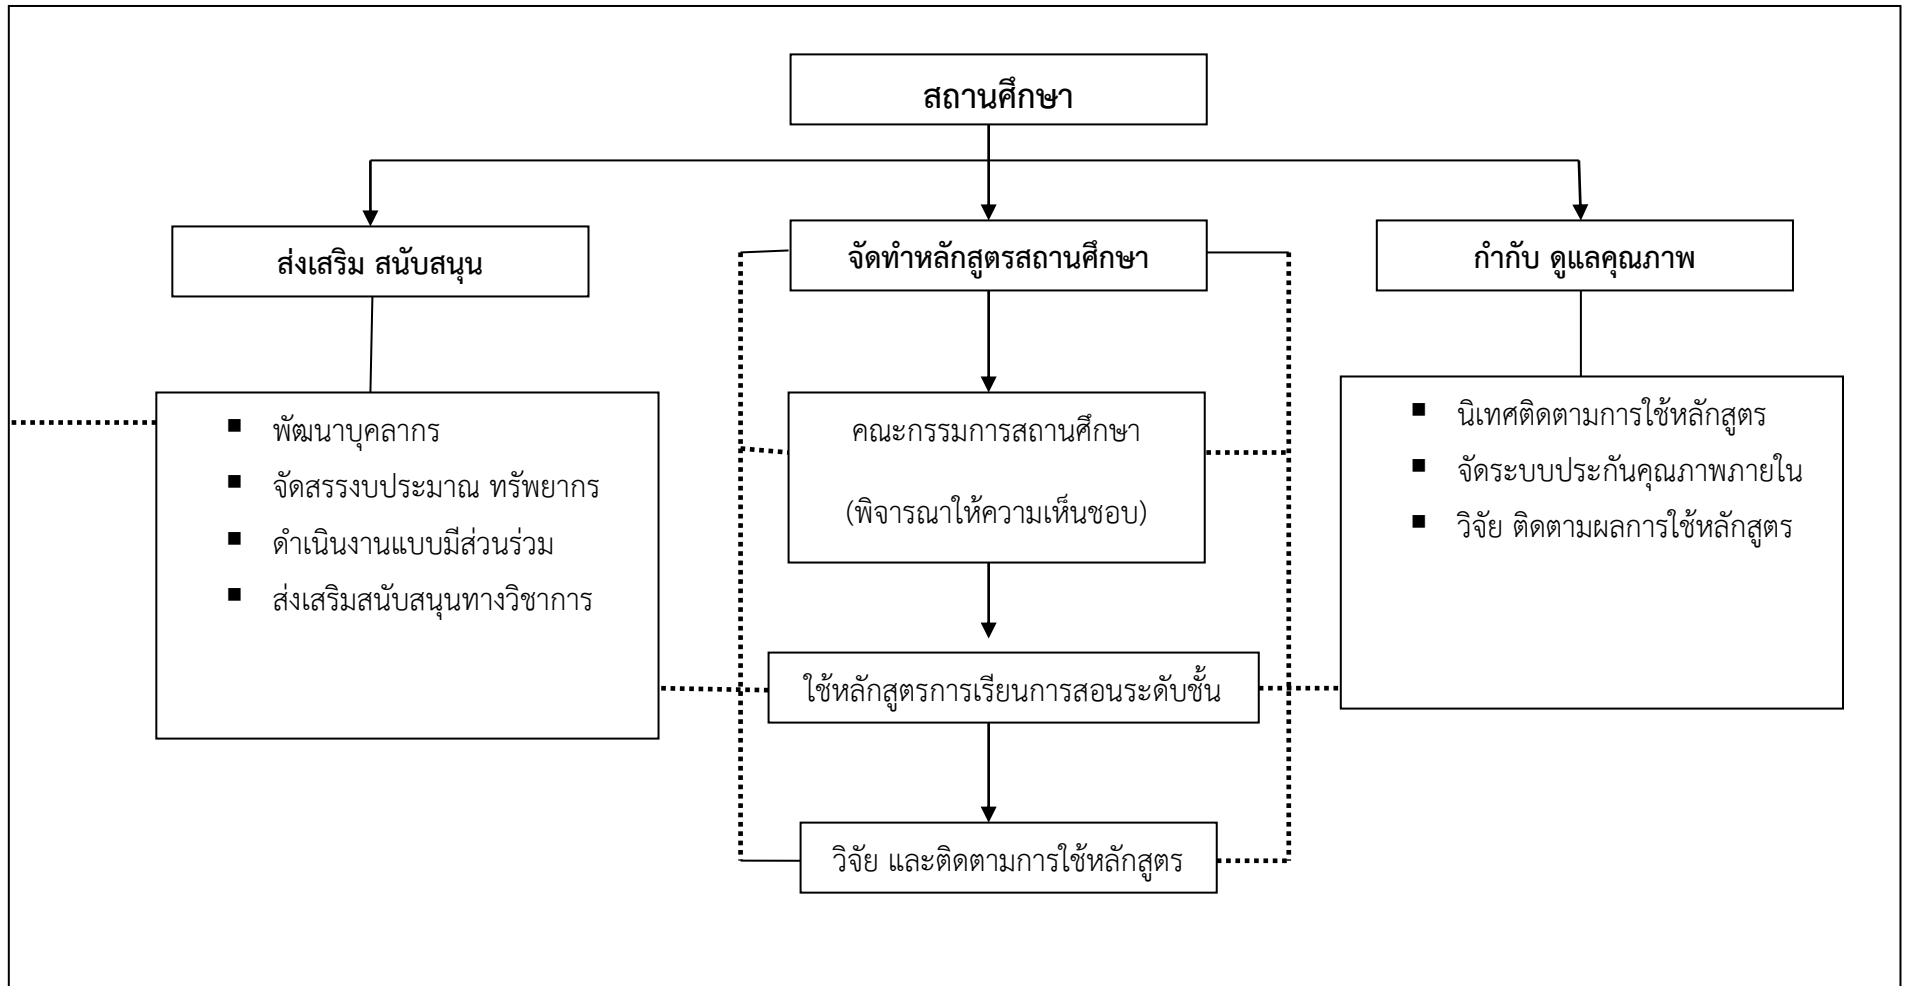 สถานศึกษา
ส่งเสริม สนับสนุน
จัดทำหลักสูตรสถานศึกษา
กำกับ ดูแลคุณภาพ
▪ พัฒนาบุคลากร
▪ จัดสรรงบประมาณ ทรัพยากร
▪ ดำเนินงานแบบมีส่วนร่วม
▪ ส่งเสริมสนับสนุนทางวิชาการ
คณะกรรมการสถานศึกษา
(พิจารณาให้ความเห็นชอบ)
▪ นิเทศติดตามการใช้หลักสูตร
▪ จัดระบบประกันคุณภาพภายใน
▪ วิจัย ติดตามผลการใช้หลักสูตร
ใช้หลักสูตรการเรียนการสอนระดับชั้น
วิจัย และติดตามการใช้หลักสูตร